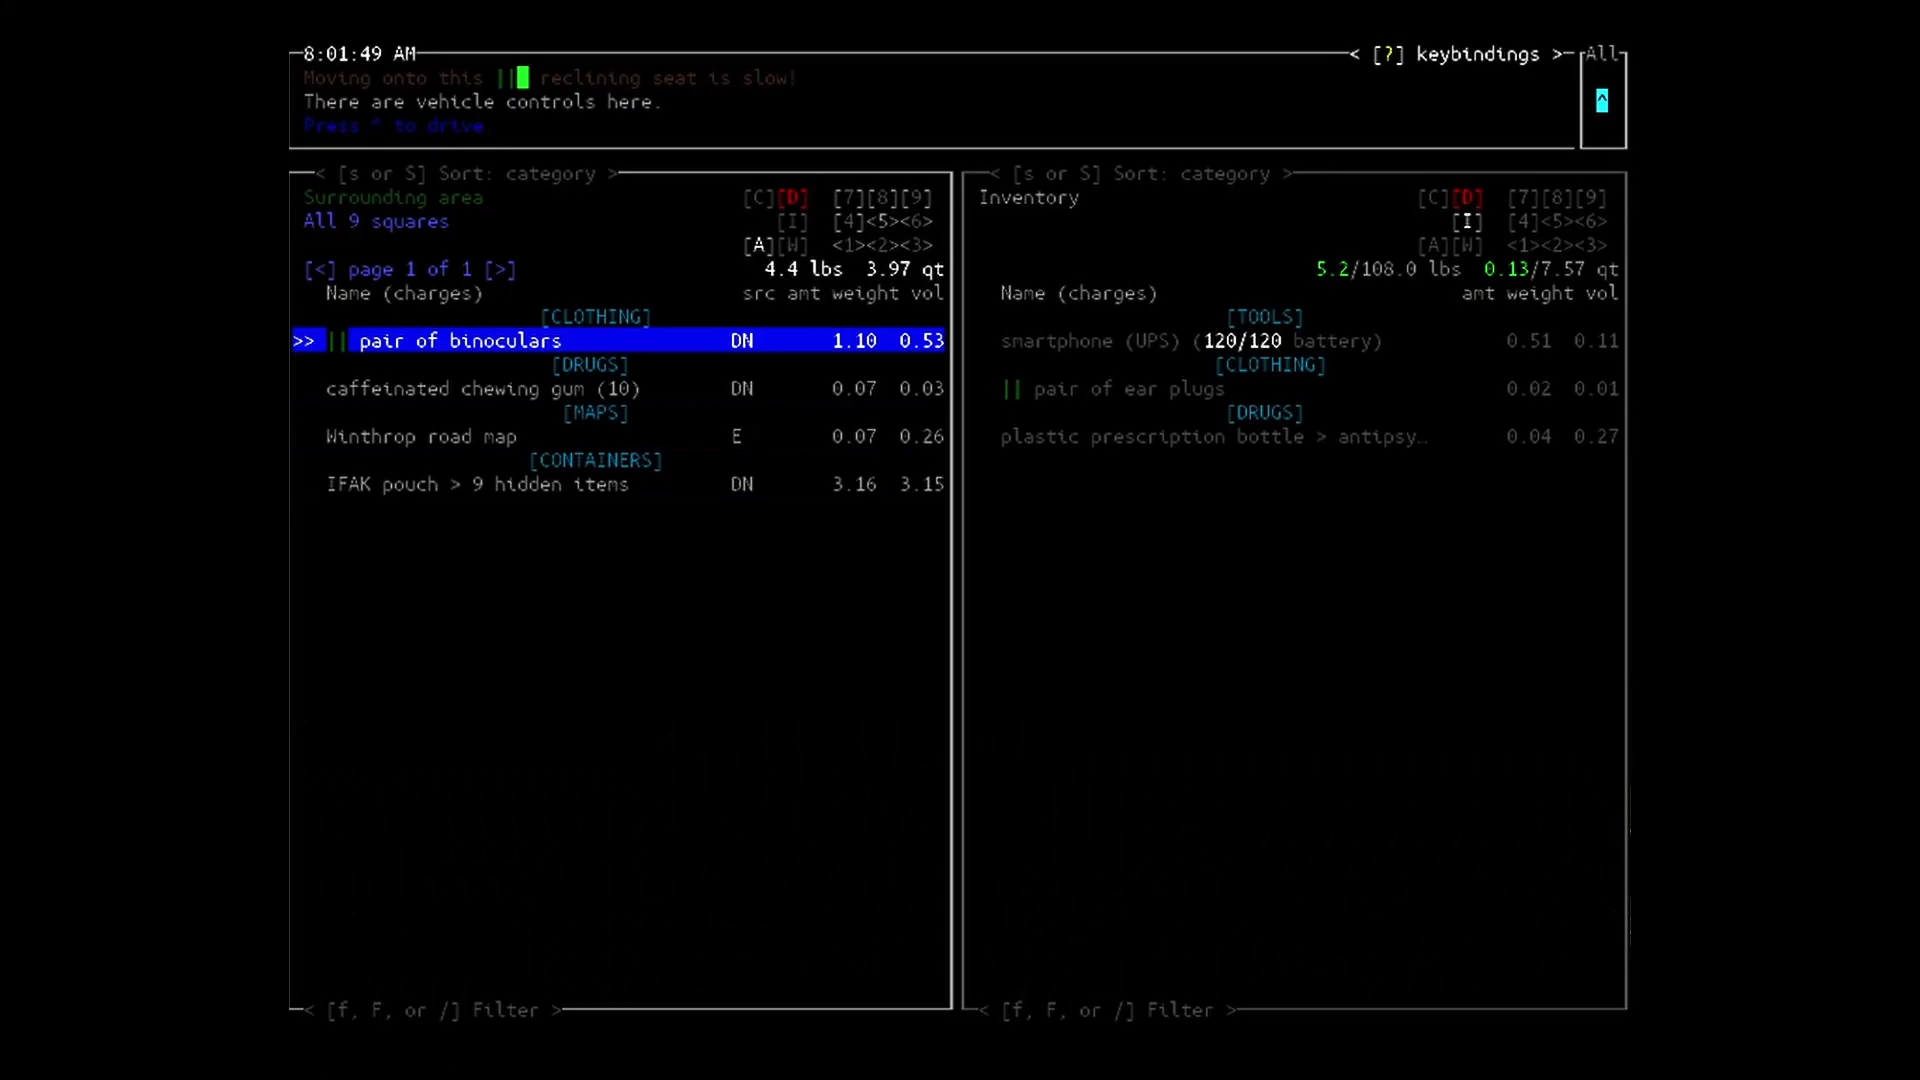 8:01:49 AM < [?] keybindings > All
Moving onto this || reclining seat is slow!
There are vehicle controls here.
Press ^ to drive.
^
< [s or S] Sort: category >
Surrounding area [C][D] [7][8][9]
All 9 squares [I] [4]<5><6>
[A][W] <1><2><3>
[<] page 1 of 1 [>] 4.4 lbs 3.97 qt
Name (charges) src amt weight vol
[CLOTHING]
>> || pair of binoculars DN 1.10 0.53
[DRUGS]
caffeinated chewing gum (10) DN 0.07 0.03
[MAPS]
Winthrop road map E 0.07 0.26
[CONTAINERS]
IFAK pouch > 9 hidden items DN 3.16 3.15
< [f, F, or /] Filter >
< [s or S] Sort: category >
Inventory [C][D] [7][8][9]
[I] [4]<5><6>
[A][W] <1><2><3>
5.2/108.0 lbs 0.13/7.57 qt
Name (charges) amt weight vol
[TOOLS]
smartphone (UPS) (120/120 battery) 0.51 0.11
[CLOTHING]
|| pair of ear plugs 0.02 0.01
[DRUGS]
plastic prescription bottle > antipsy… 0.04 0.27
< [f, F, or /] Filter >